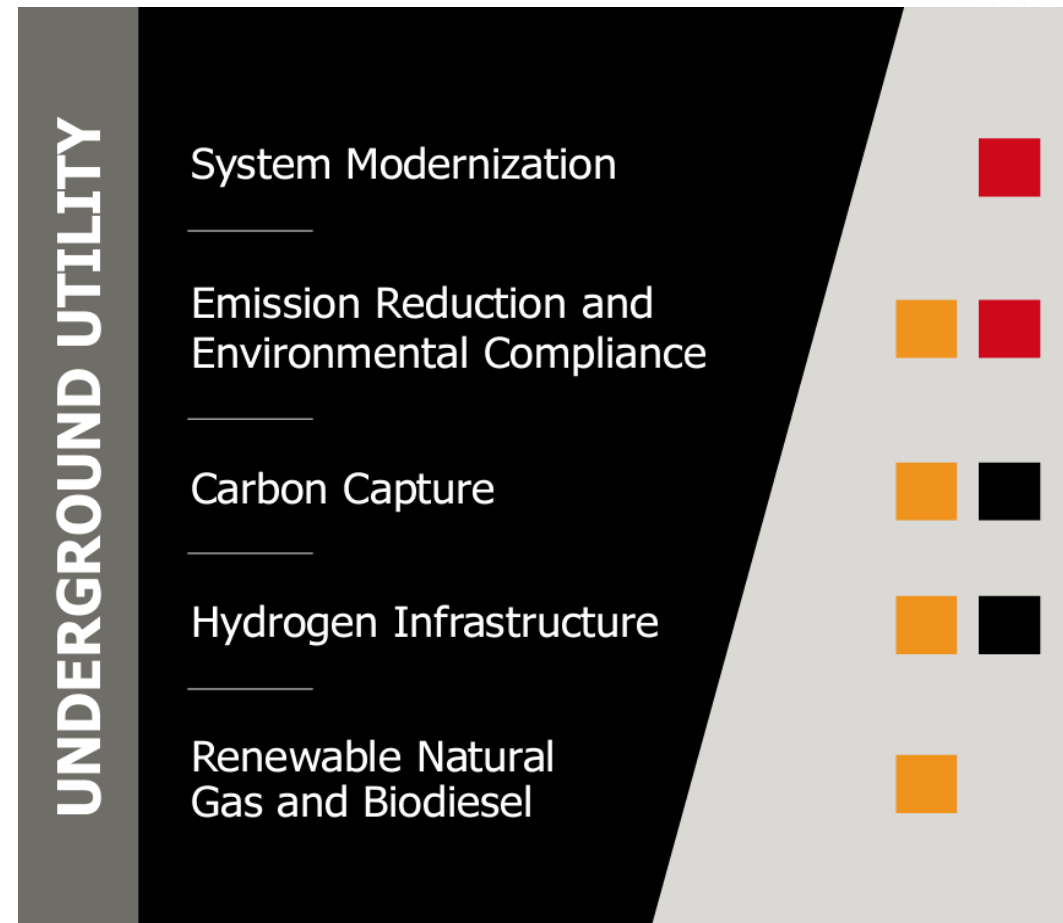 UNDERGROUND UTILITY
System Modernization
Emission Reduction and
Environmental Compliance
Carbon Capture
Hydrogen Infrastructure
Renewable Natural
Gas and Biodiesel